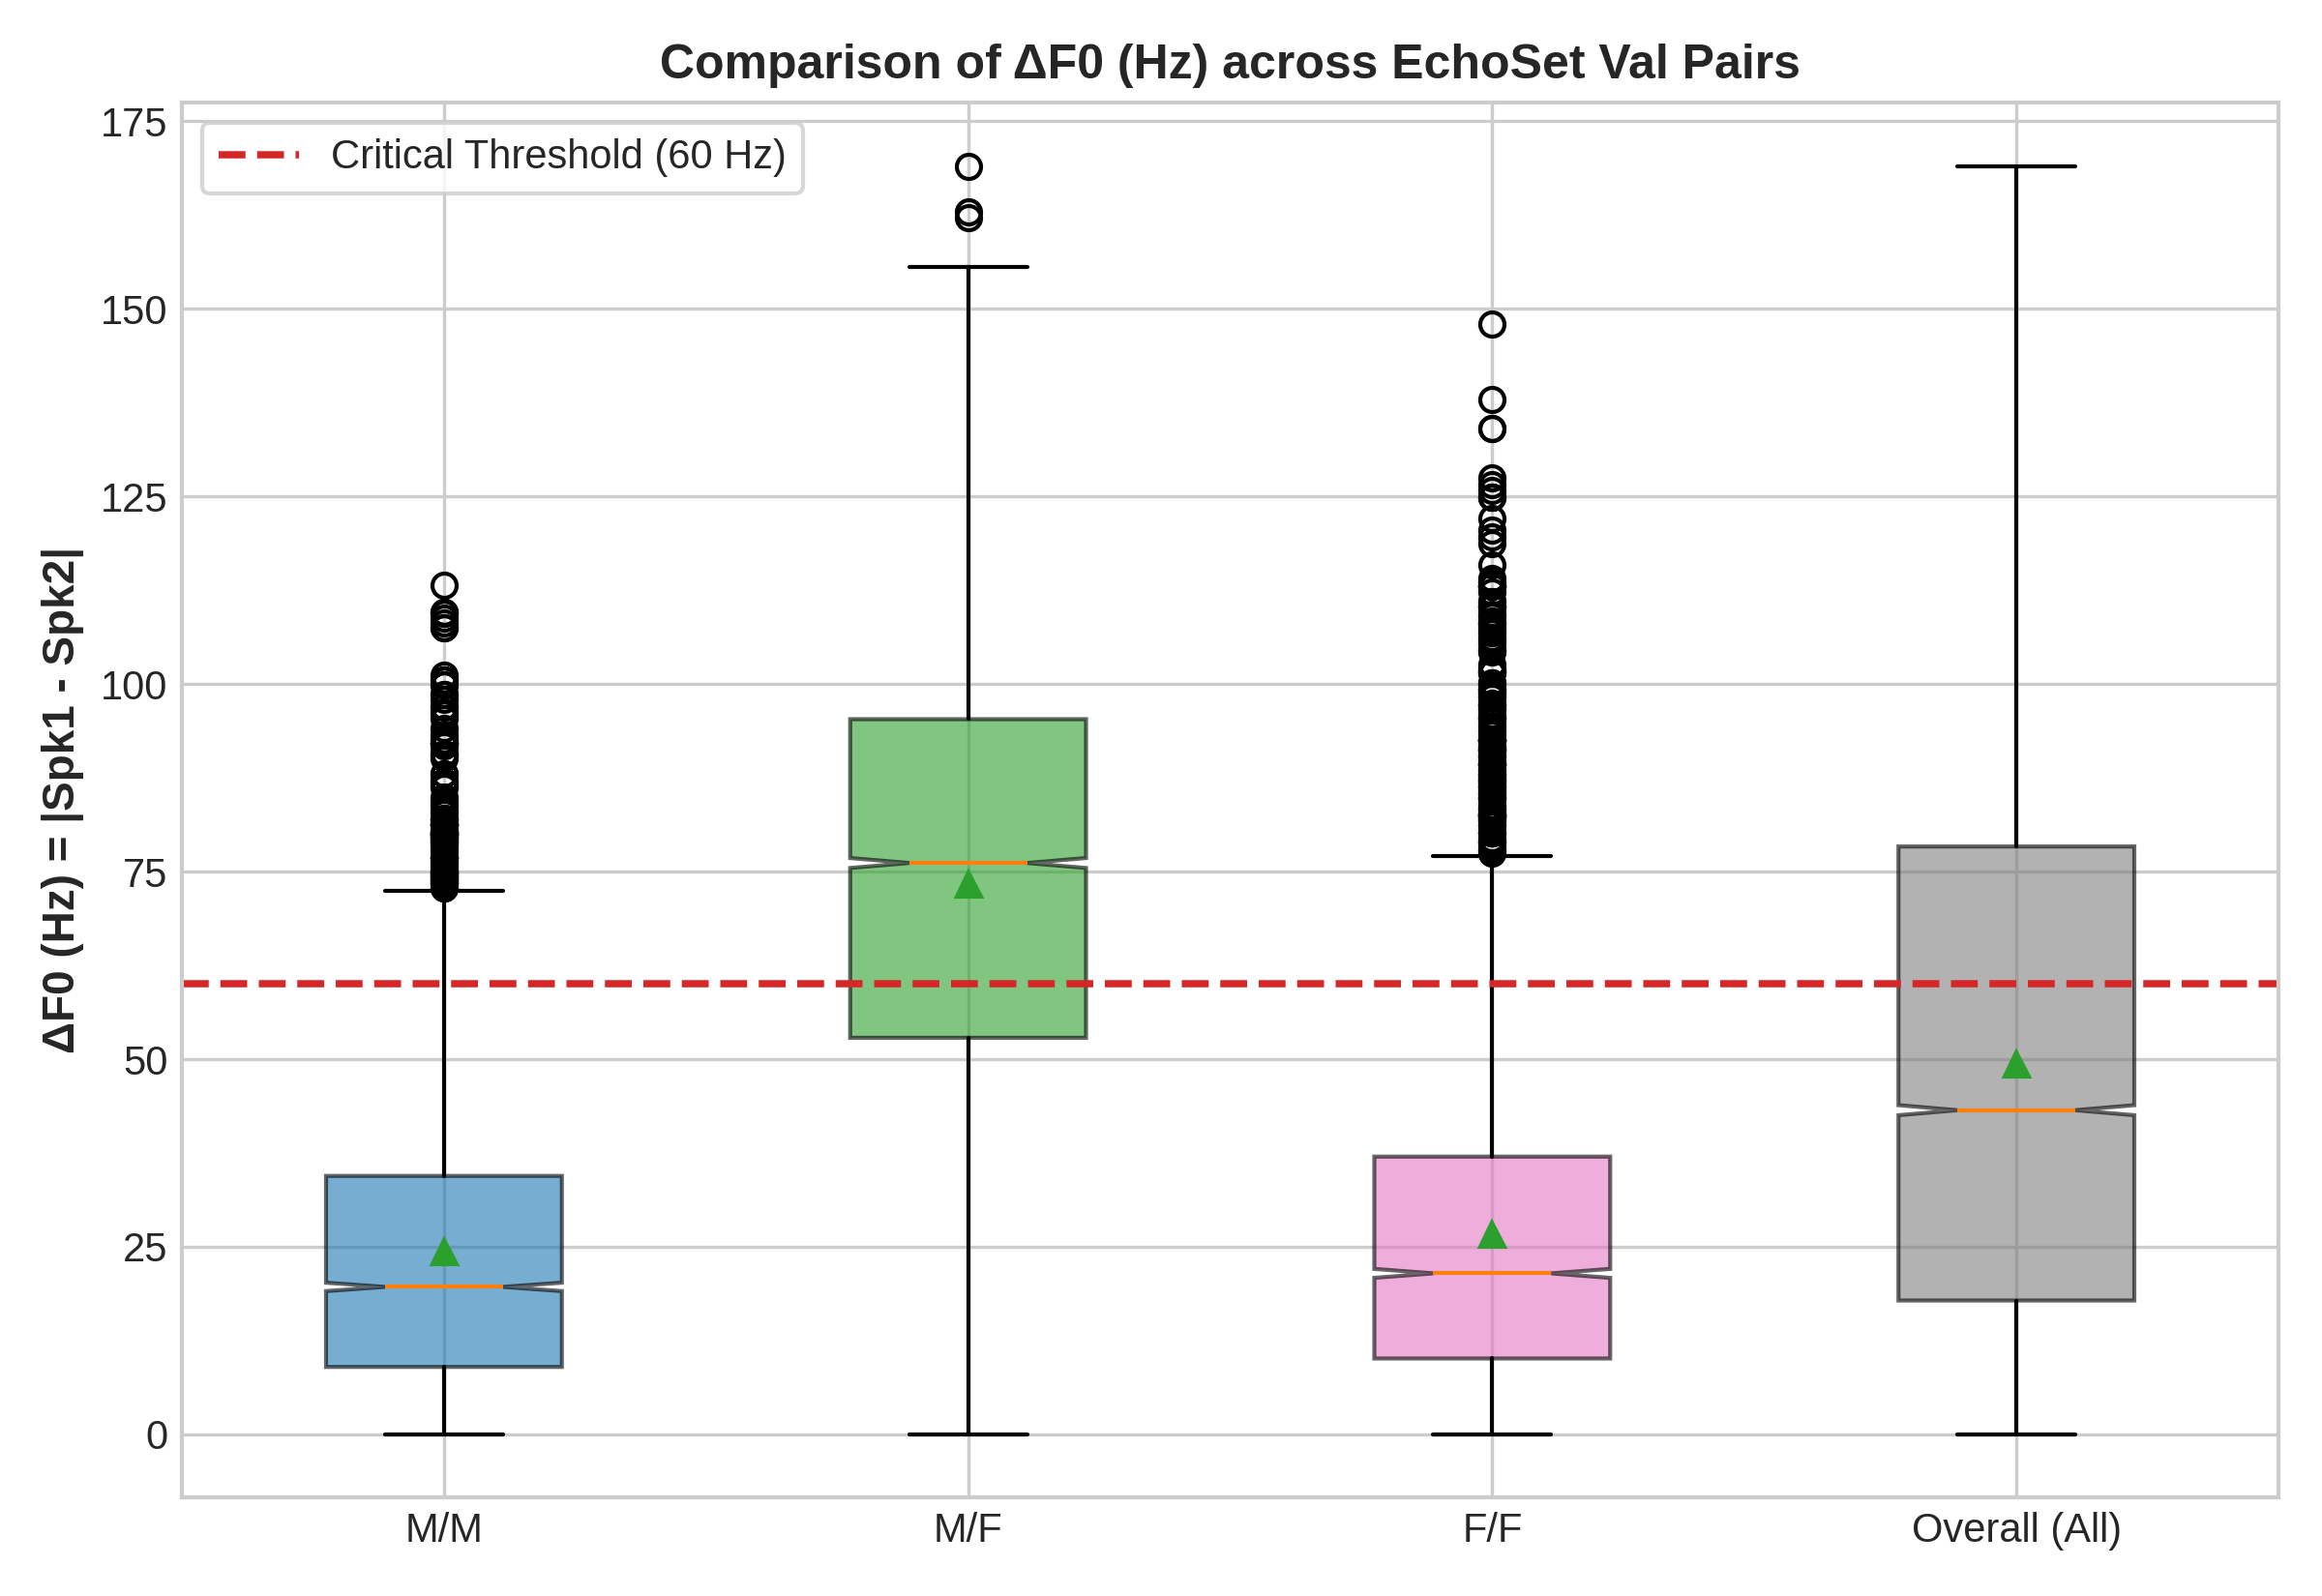 Comparison of ΔF0 (Hz) across EchoSet Val Pairs
Critical Threshold (60 Hz)
ΔF0 (Hz) = |Spk1 - Spk2|
175
150
125
100
75
50
25
0
M/M
M/F
F/F
Overall (All)